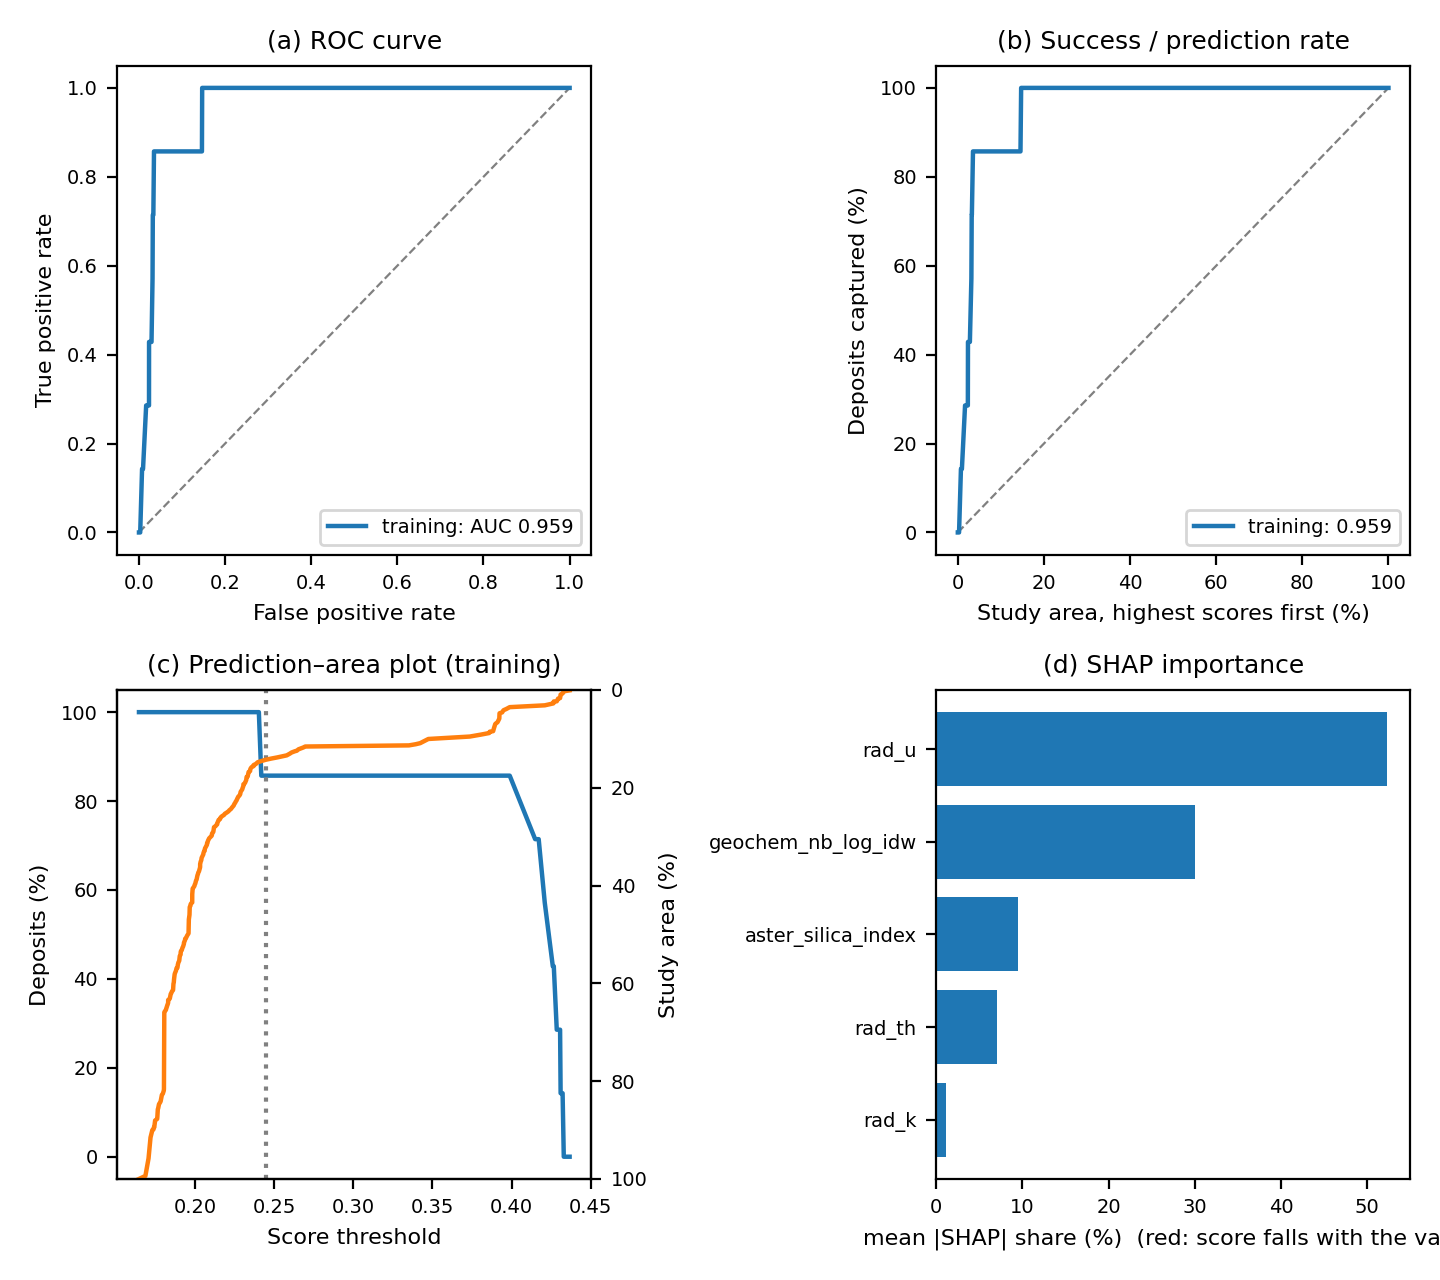 (a) ROC curve
1.0
0.8
0.6
0.4
0.2
0.0
True positive rate
training: AUC 0.959
0.0 0.2 0.4 0.6 0.8 1.0
False positive rate
(b) Success / prediction rate
100
80
60
40
20
0
Deposits captured (%)
training: 0.959
0 20 40 60 80 100
Study area, highest scores first (%)
(c) Prediction–area plot (training)
100
80
60
40
20
0
Deposits (%)
0
20
40
60
80
100
Study area (%)
0.20 0.25 0.30 0.35 0.40 0.45
Score threshold
(d) SHAP importance
rad_u
geochem_nb_log_idw
aster_silica_index
rad_th
rad_k
0 10 20 30 40 50
mean |SHAP| share (%)  (red: score falls with the va